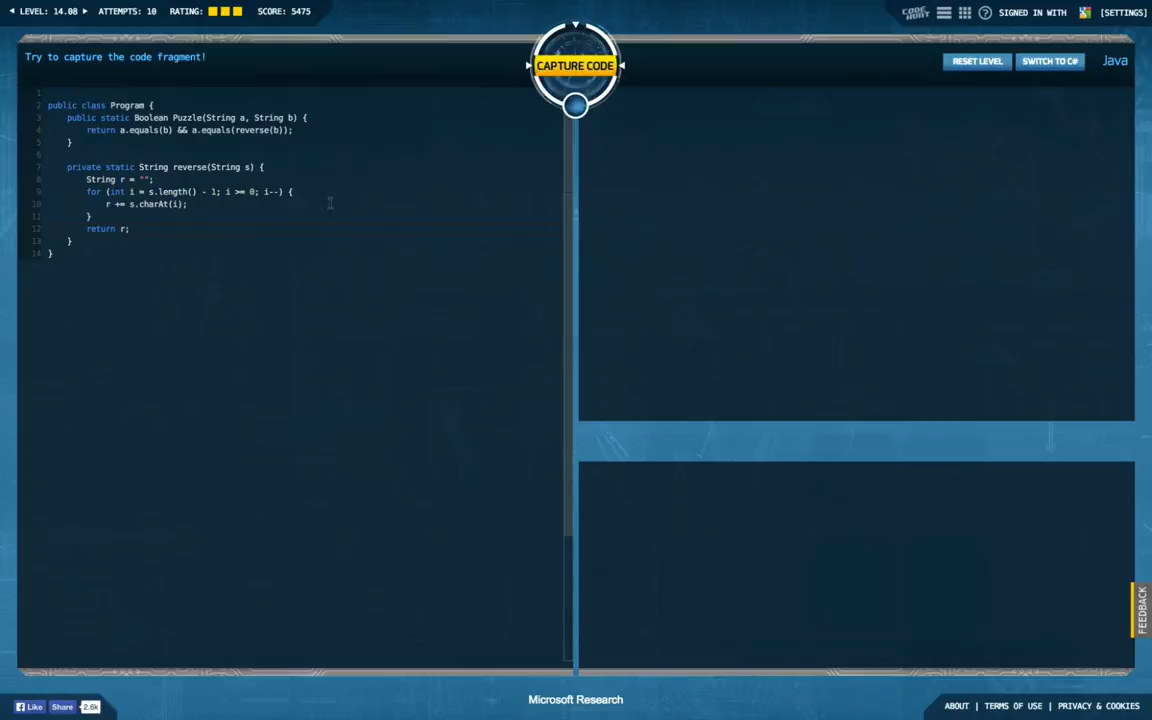 LEVEL: 14.08 ATTEMPTS: 10 RATING: SCORE: 5475
CODE HUNT SIGNED IN WITH [SETTINGS]
Try to capture the code fragment!
CAPTURE CODE
RESET LEVEL SWITCH TO C# Java
1
2 public class Program {
3 public static Boolean Puzzle(String a, String b) {
4 return a.equals(b) && a.equals(reverse(b));
5 }
6
7 private static String reverse(String s) {
8 String r = "";
9 for (int i = s.length() - 1; i >= 0; i--) {
10 r += s.charAt(i);
11 }
12 return r;
13 }
14 }
FEEDBACK
Like Share 2.6k
Microsoft Research
ABOUT | TERMS OF USE | PRIVACY & COOKIES